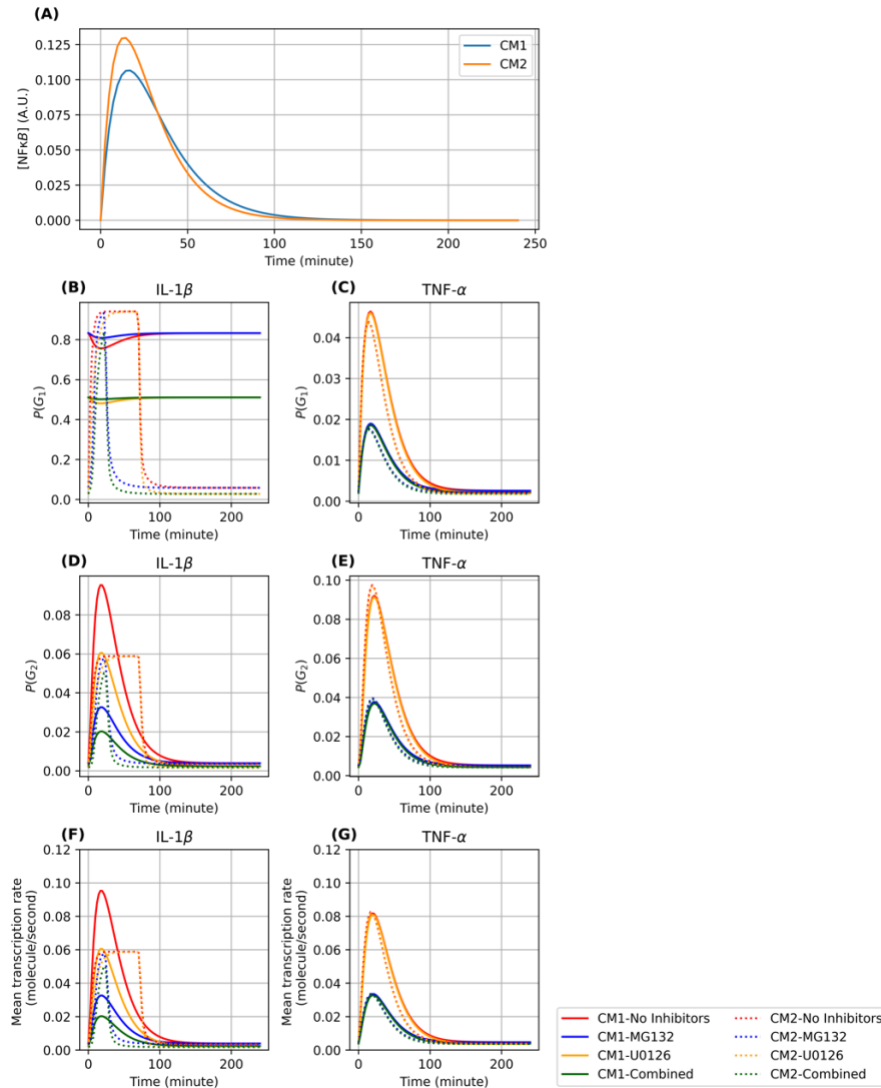 (A)
0.125
0.100
0.075
0.050
0.025
0.000
[NFκB] (A.U.)
CM1
CM2
0 50 100 150 200 250
Time (minute)
(B) IL-1β
0.8
0.6
0.4
0.2
0.0
P(G₁)
0 100 200
Time (minute)
(C) TNF-α
0.04
0.03
0.02
0.01
0.00
P(G₁)
0 100 200
Time (minute)
(D) IL-1β
0.08
0.06
0.04
0.02
0.00
P(G₂)
0 100 200
Time (minute)
(E) TNF-α
0.10
0.08
0.06
0.04
0.02
0.00
P(G₂)
0 100 200
Time (minute)
(F) IL-1β
0.12
0.10
0.08
0.06
0.04
0.02
0.00
Mean transcription rate
(molecule/second)
0 100 200
Time (minute)
(G) TNF-α
0.12
0.10
0.08
0.06
0.04
0.02
0.00
Mean transcription rate
(molecule/second)
0 100 200
Time (minute)
CM1-No Inhibitors
CM1-MG132
CM1-U0126
CM1-Combined
CM2-No Inhibitors
CM2-MG132
CM2-U0126
CM2-Combined